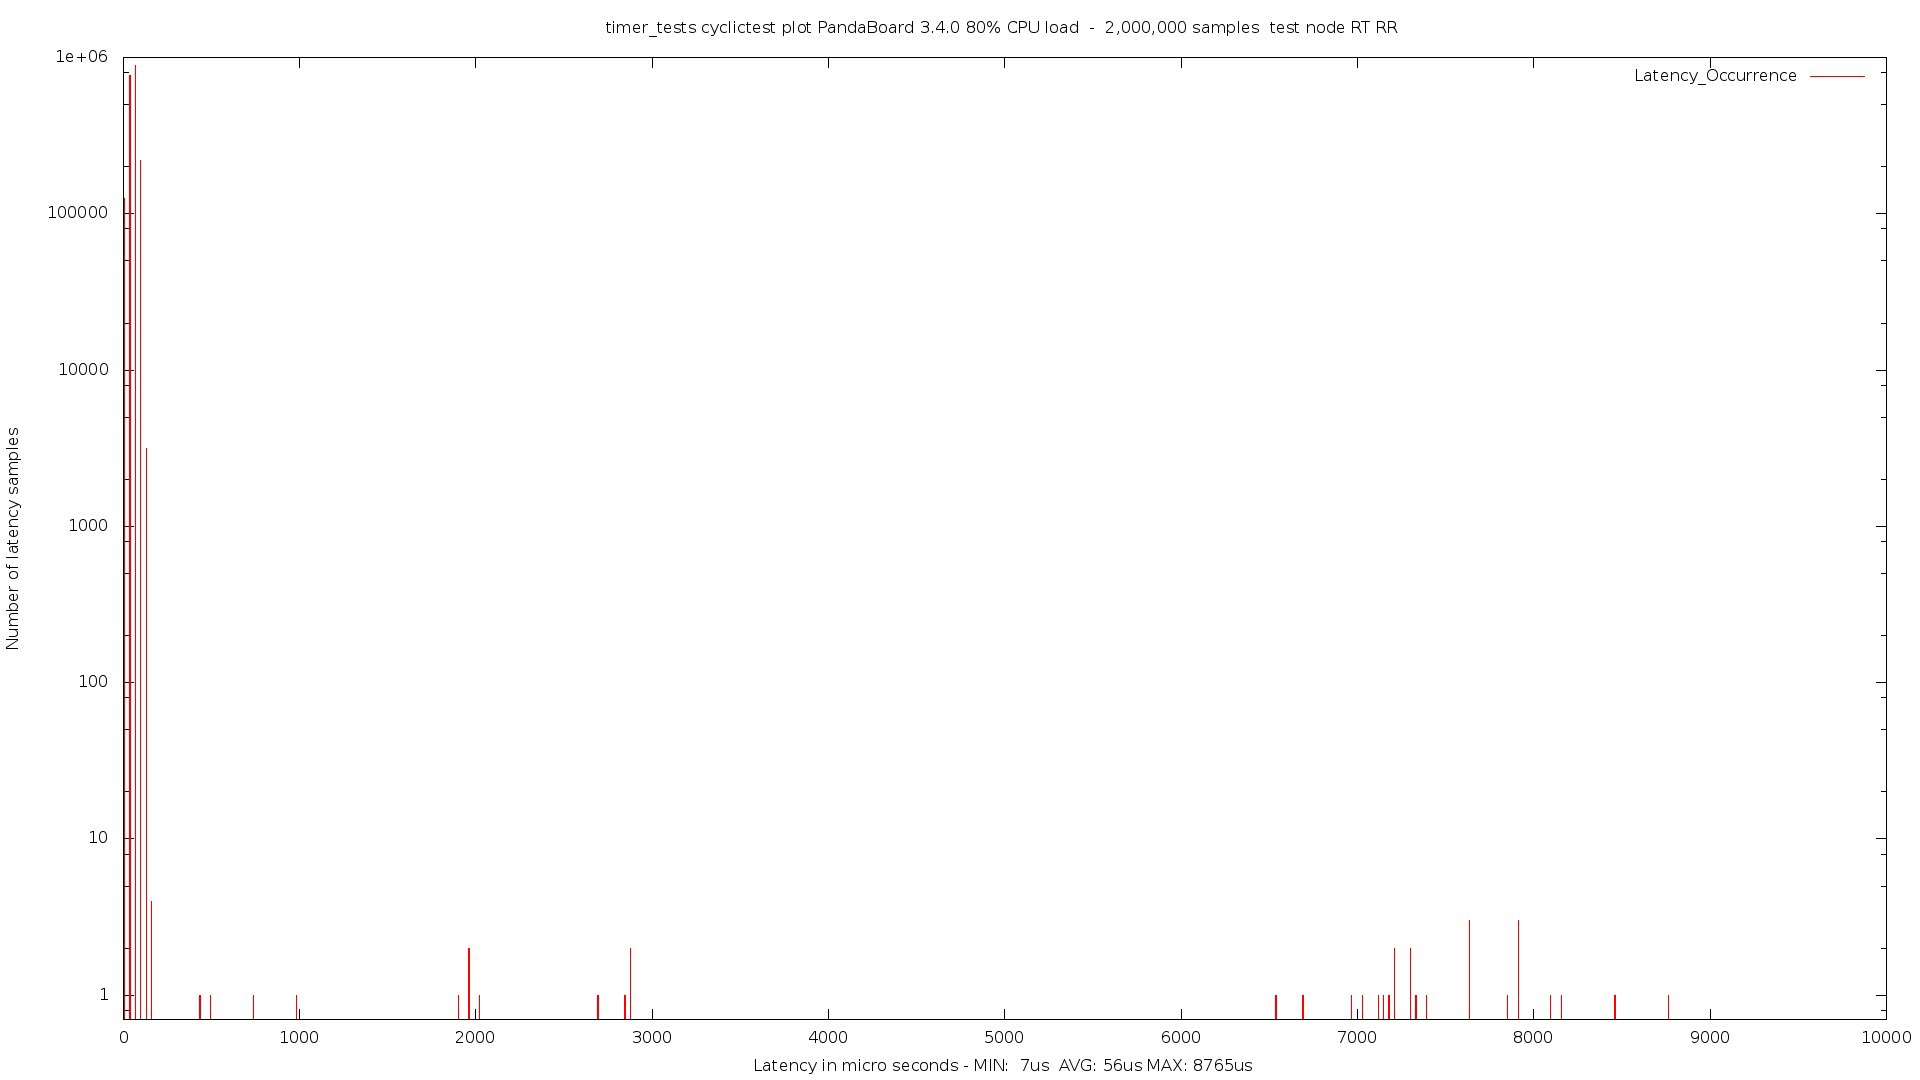 timer_tests cyclictest plot PandaBoard 3.4.0 80% CPU load - 2,000,000 samples test node RT RR
Latency_Occurrence
1e+06
100000
10000
1000
100
10
1
Number of latency samples
0 1000 2000 3000 4000 5000 6000 7000 8000 9000 10000
Latency in micro seconds - MIN: 7us AVG: 56us MAX: 8765us